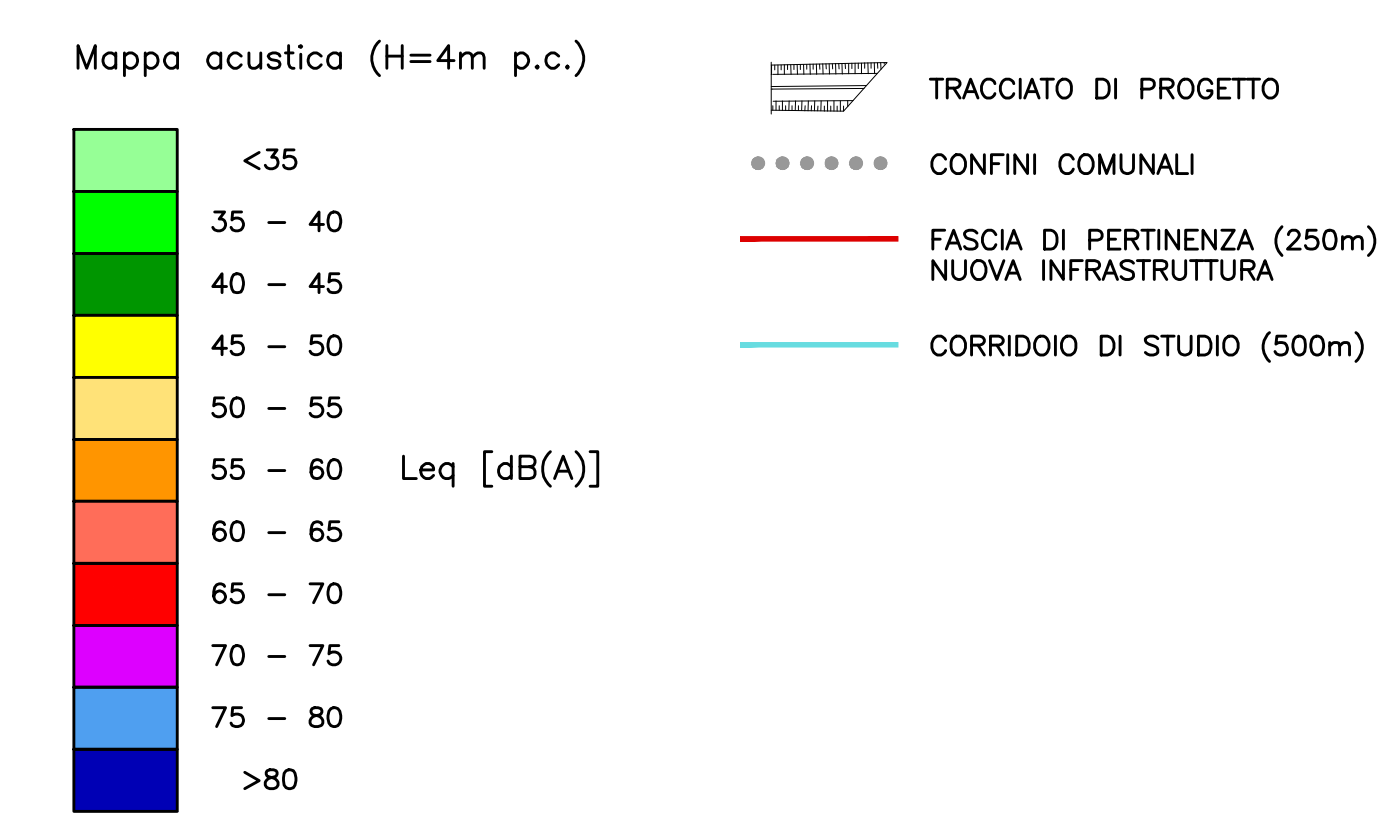 Mappa acustica (H=4m p.c.)
<35
35 – 40
40 – 45
45 – 50
50 – 55
55 – 60
Leq [dB(A)]
60 – 65
65 – 70
70 – 75
75 – 80
>80
TRACCIATO DI PROGETTO
CONFINI COMUNALI
FASCIA DI PERTINENZA (250m)
NUOVA INFRASTRUTTURA
CORRIDOIO DI STUDIO (500m)